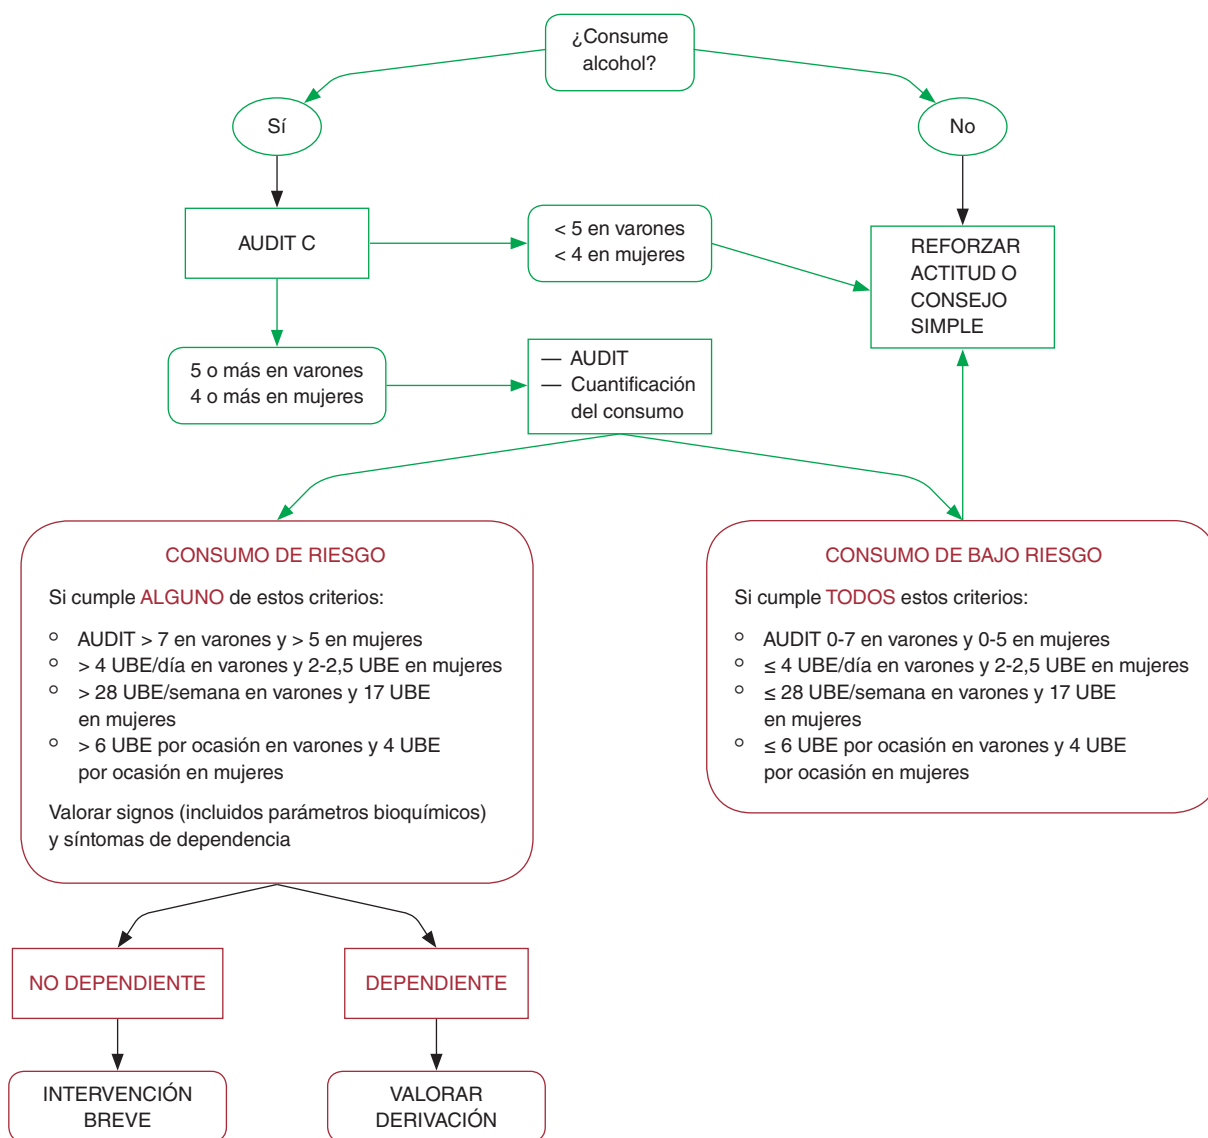 ¿Consume
alcohol?
Sí
No
AUDIT C
< 5 en varones
< 4 en mujeres
REFORZAR
ACTITUD O
CONSEJO
SIMPLE
5 o más en varones
4 o más en mujeres
— AUDIT
— Cuantificación
del consumo
CONSUMO DE RIESGO
Si cumple ALGUNO de estos criterios:
° AUDIT > 7 en varones y > 5 en mujeres
° > 4 UBE/día en varones y 2-2,5 UBE en mujeres
° > 28 UBE/semana en varones y 17 UBE
en mujeres
° > 6 UBE por ocasión en varones y 4 UBE
por ocasión en mujeres
Valorar signos (incluidos parámetros bioquímicos)
y síntomas de dependencia
CONSUMO DE BAJO RIESGO
Si cumple TODOS estos criterios:
° AUDIT 0-7 en varones y 0-5 en mujeres
° ≤ 4 UBE/día en varones y 2-2,5 UBE en mujeres
° ≤ 28 UBE/semana en varones y 17 UBE
en mujeres
° ≤ 6 UBE por ocasión en varones y 4 UBE
por ocasión en mujeres
NO DEPENDIENTE
DEPENDIENTE
INTERVENCIÓN
BREVE
VALORAR
DERIVACIÓN